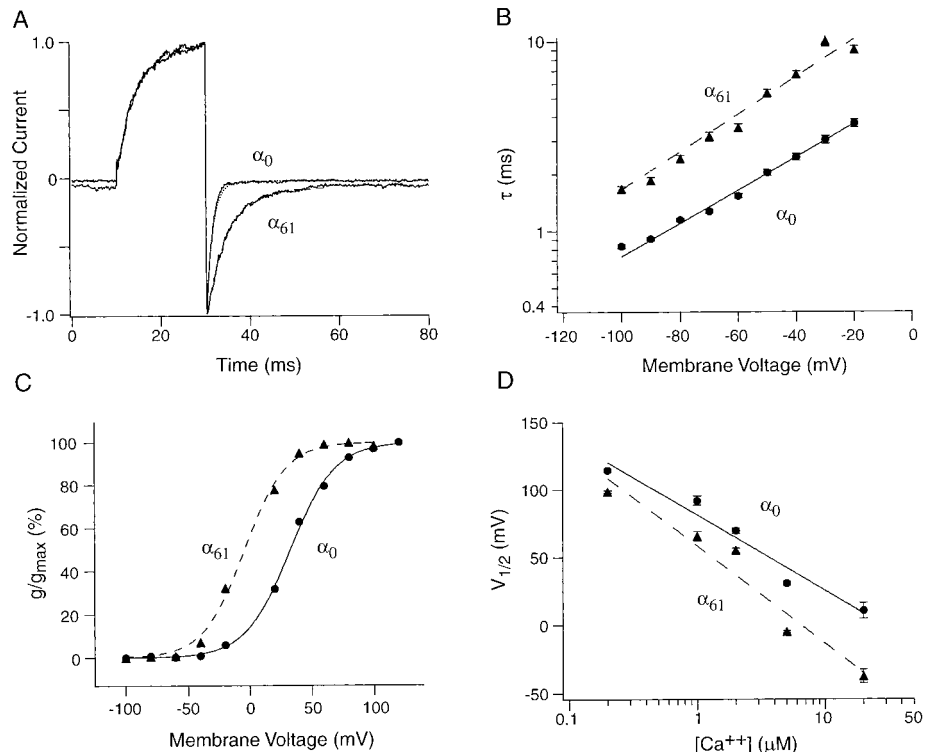 A
Normalized Current
1.0
0
-1.0
0 20 40 60 80
Time (ms)
α0
α61
B
τ (ms)
10
1
0.4
-120 -100 -80 -60 -40 -20 0
Membrane Voltage (mV)
α61
α0
C
g/gmax (%)
100
80
60
40
20
0
-100 -50 0 50 100
Membrane Voltage (mV)
α61
α0
D
V1/2 (mV)
150
100
50
0
-50
0.1 1 10 50
[Ca++] (μM)
α0
α61